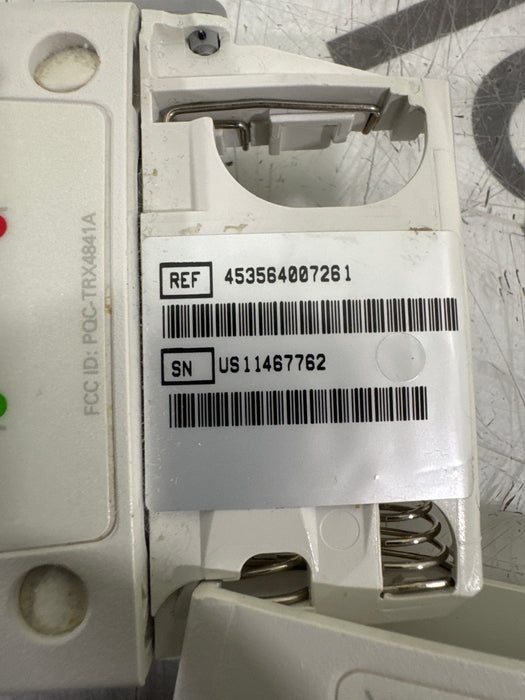 REF 453564007261
SN US11467762
FCC ID: PQC-TRX4841A